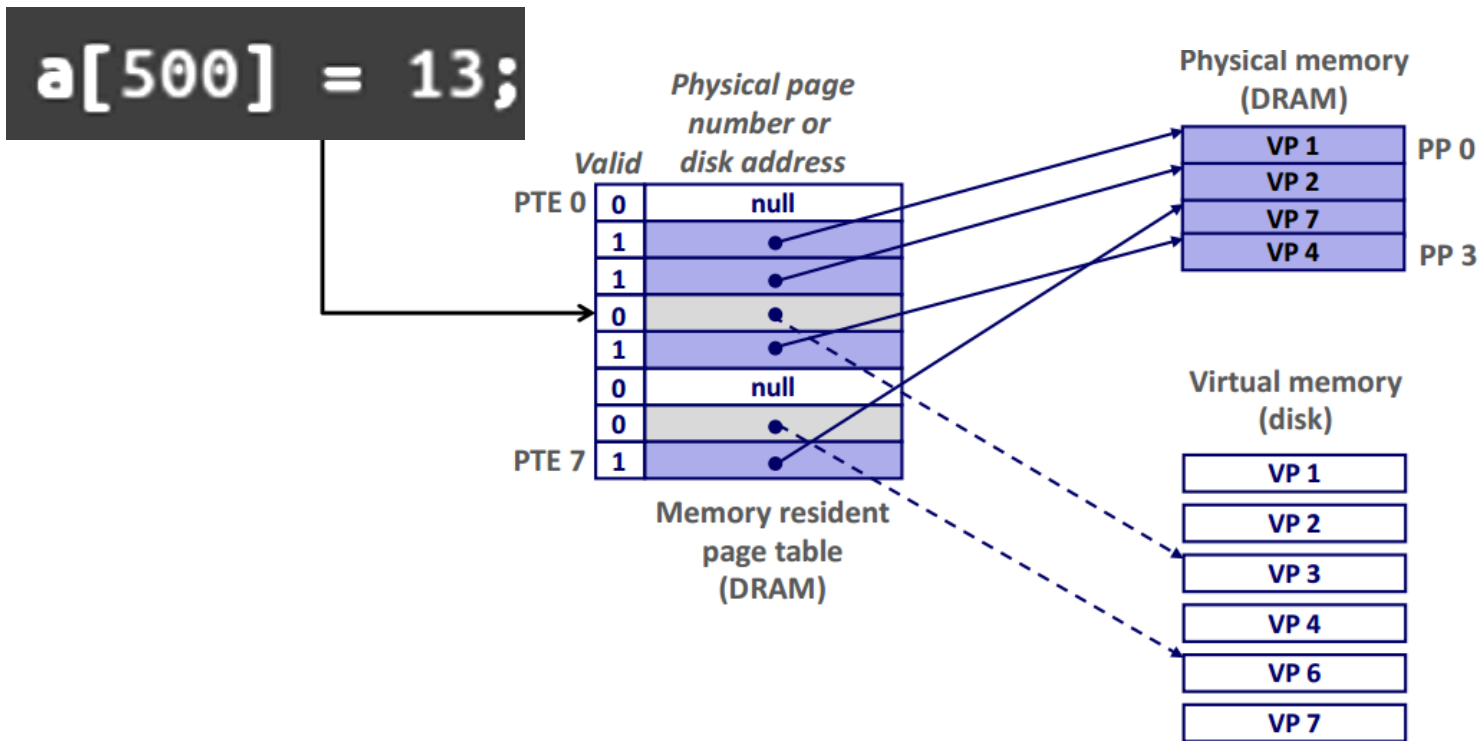 a[500] = 13;
Physical page
number or
disk address
Valid
PTE 0
0
null
1
1
0
1
0
null
0
PTE 7
1
Memory resident
page table
(DRAM)
Physical memory
(DRAM)
VP 1
PP 0
VP 2
VP 7
VP 4
PP 3
Virtual memory
(disk)
VP 1
VP 2
VP 3
VP 4
VP 6
VP 7